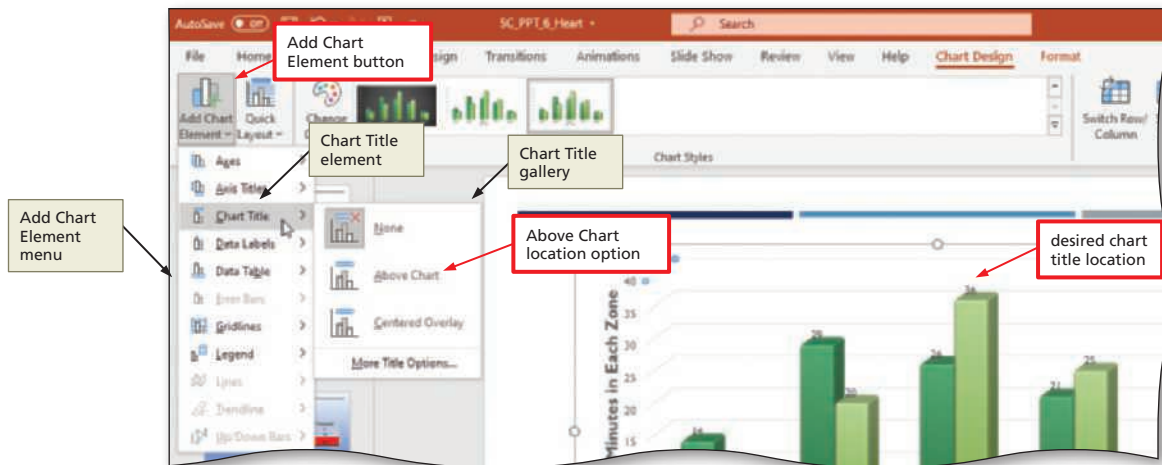 AutoSave Off
SC_PPT_6_Heart
Search
File
Home
Add Chart
Element button
sign
Transitions
Animations
Slide Show
Review
View
Help
Chart Design
Format
Add Chart
Element
Quick
Layout
Change
Switch Row/
Column
Chart Styles
Chart Title
element
Chart Title
gallery
Add Chart
Element
menu
Axes
Axis Titles
Chart Title
Data Labels
Data Table
Error Bars
Gridlines
Legend
Lines
Trendline
Up/Down Bars
None
Above Chart
Centered Overlay
More Title Options...
Above Chart
location option
desired chart
title location
Minutes in Each Zone
40
35
30
25
20
15
16
29
20
26
36
21
25